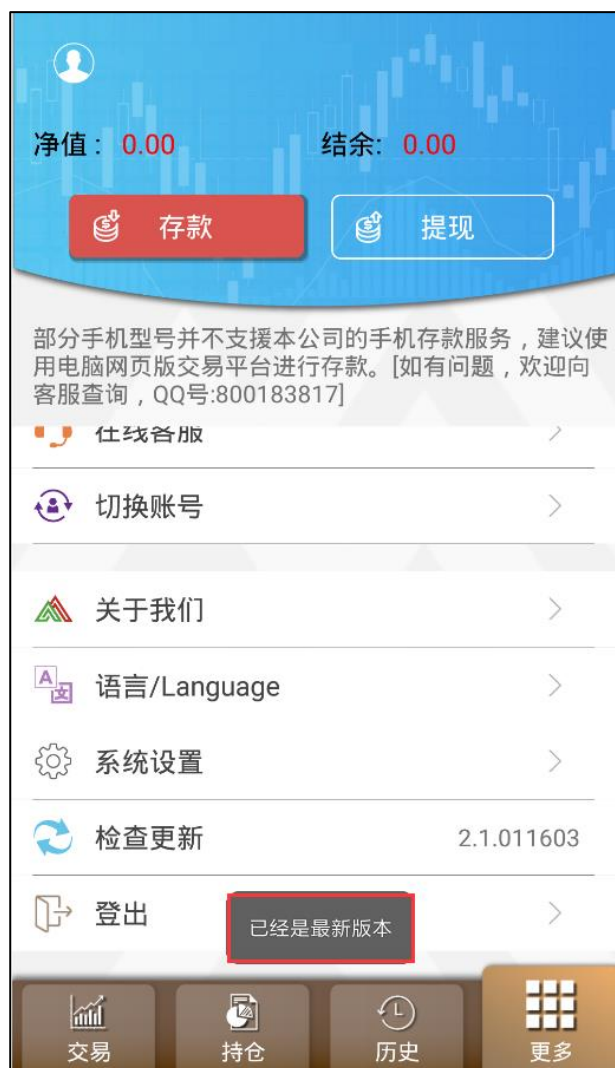 净值： 0.00 结余: 0.00
存款 提现
部分手机型号并不支援本公司的手机存款服务，建议使
用电脑网页版交易平台进行存款。[如有问题，欢迎向
客服查询，QQ号:800183817]
在线客服
切换账号
关于我们
A
文
语言/Language
系统设置
检查更新 2.1.011603
登出
已经是最新版本
交易 持仓 历史 更多